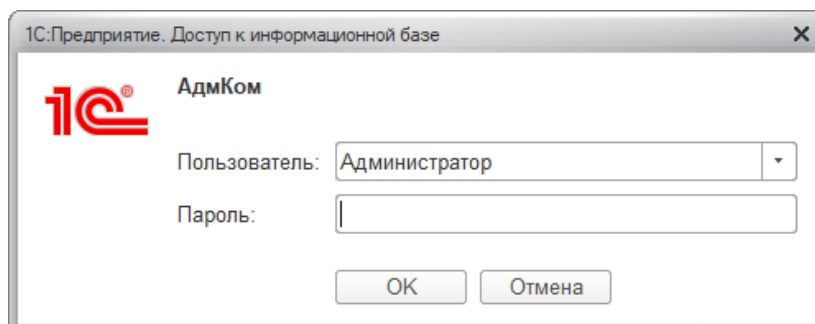 1С:Предприятие. Доступ к информационной базе
1С®
АдмКом
Пользователь: Администратор
Пароль:
OK Отмена